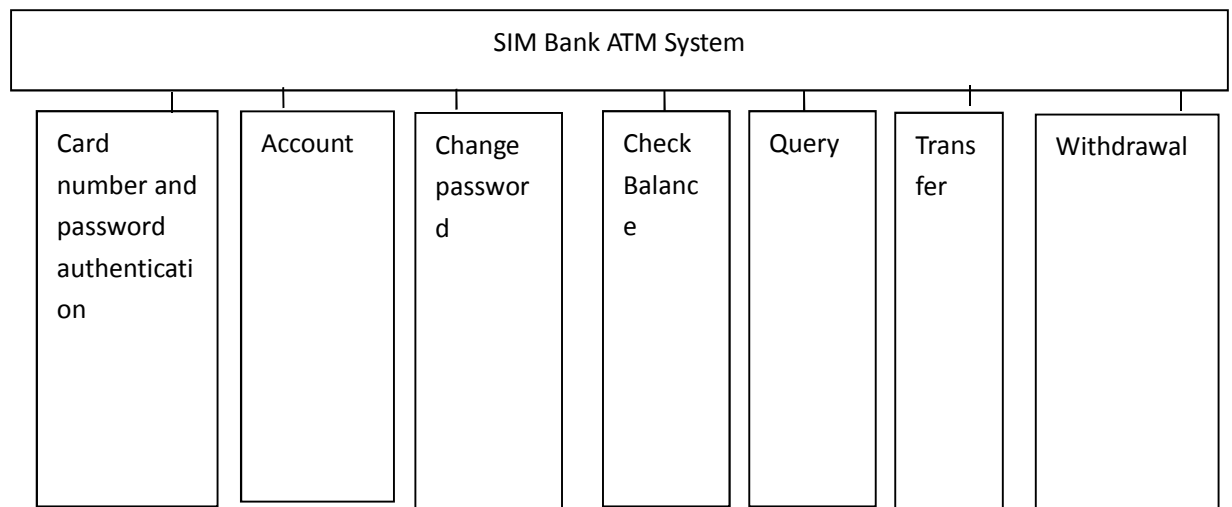 SIM Bank ATM System
Card
number and
password
authenticati
on
Account
Change
passwor
d
Check
Balanc
e
Query
Trans
fer
Withdrawal